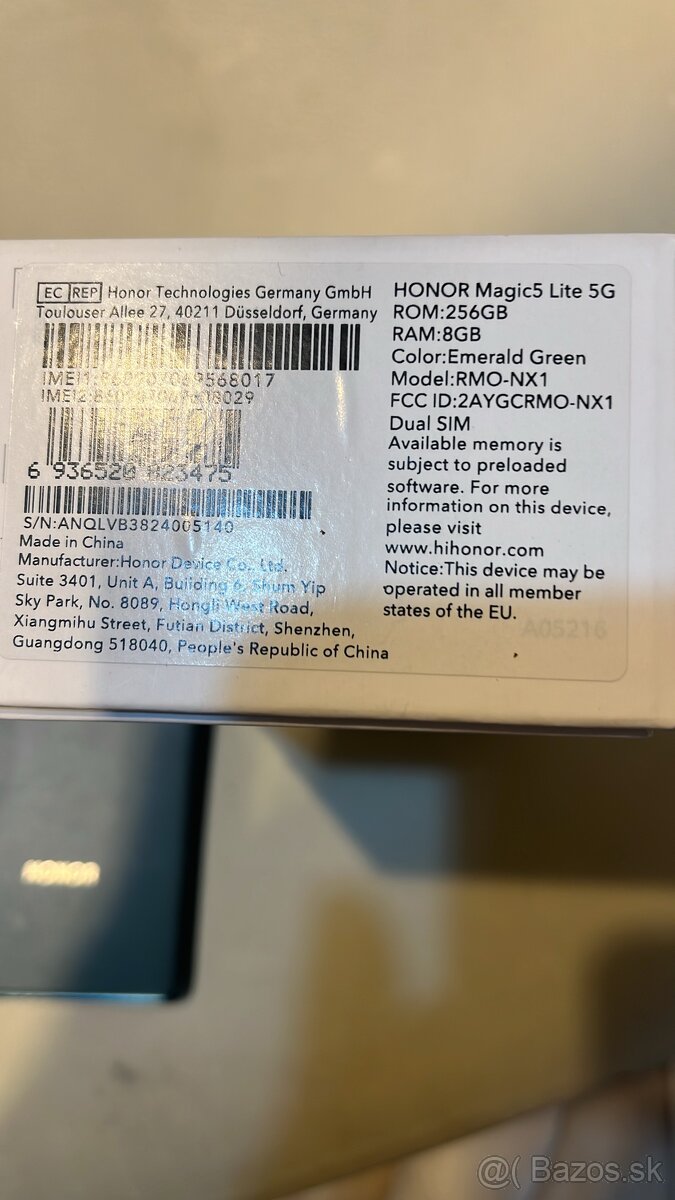 EC REP Honor Technologies Germany GmbH
Toulouser Allee 27, 40211 Düsseldorf, Germany
IMEI1:
IMEI2:
6 936520 823475
S/N:ANQLVB3824005140
Made in China
Manufacturer:Honor Device Co., Ltd.
Suite 3401, Unit A, Building 6, Shum Yip
Sky Park, No. 8089, Hongli West Road,
Xiangmihu Street, Futian District, Shenzhen,
Guangdong 518040, People's Republic of China
HONOR Magic5 Lite 5G
ROM:256GB
RAM:8GB
Color:Emerald Green
Model:RMO-NX1
FCC ID:2AYGCRMO-NX1
Dual SIM
Available memory is
subject to preloaded
software. For more
information on this device,
please visit
www.hihonor.com
Notice:This device may be
operated in all member
states of the EU.
A05216
HONOR
@( Bazos.sk